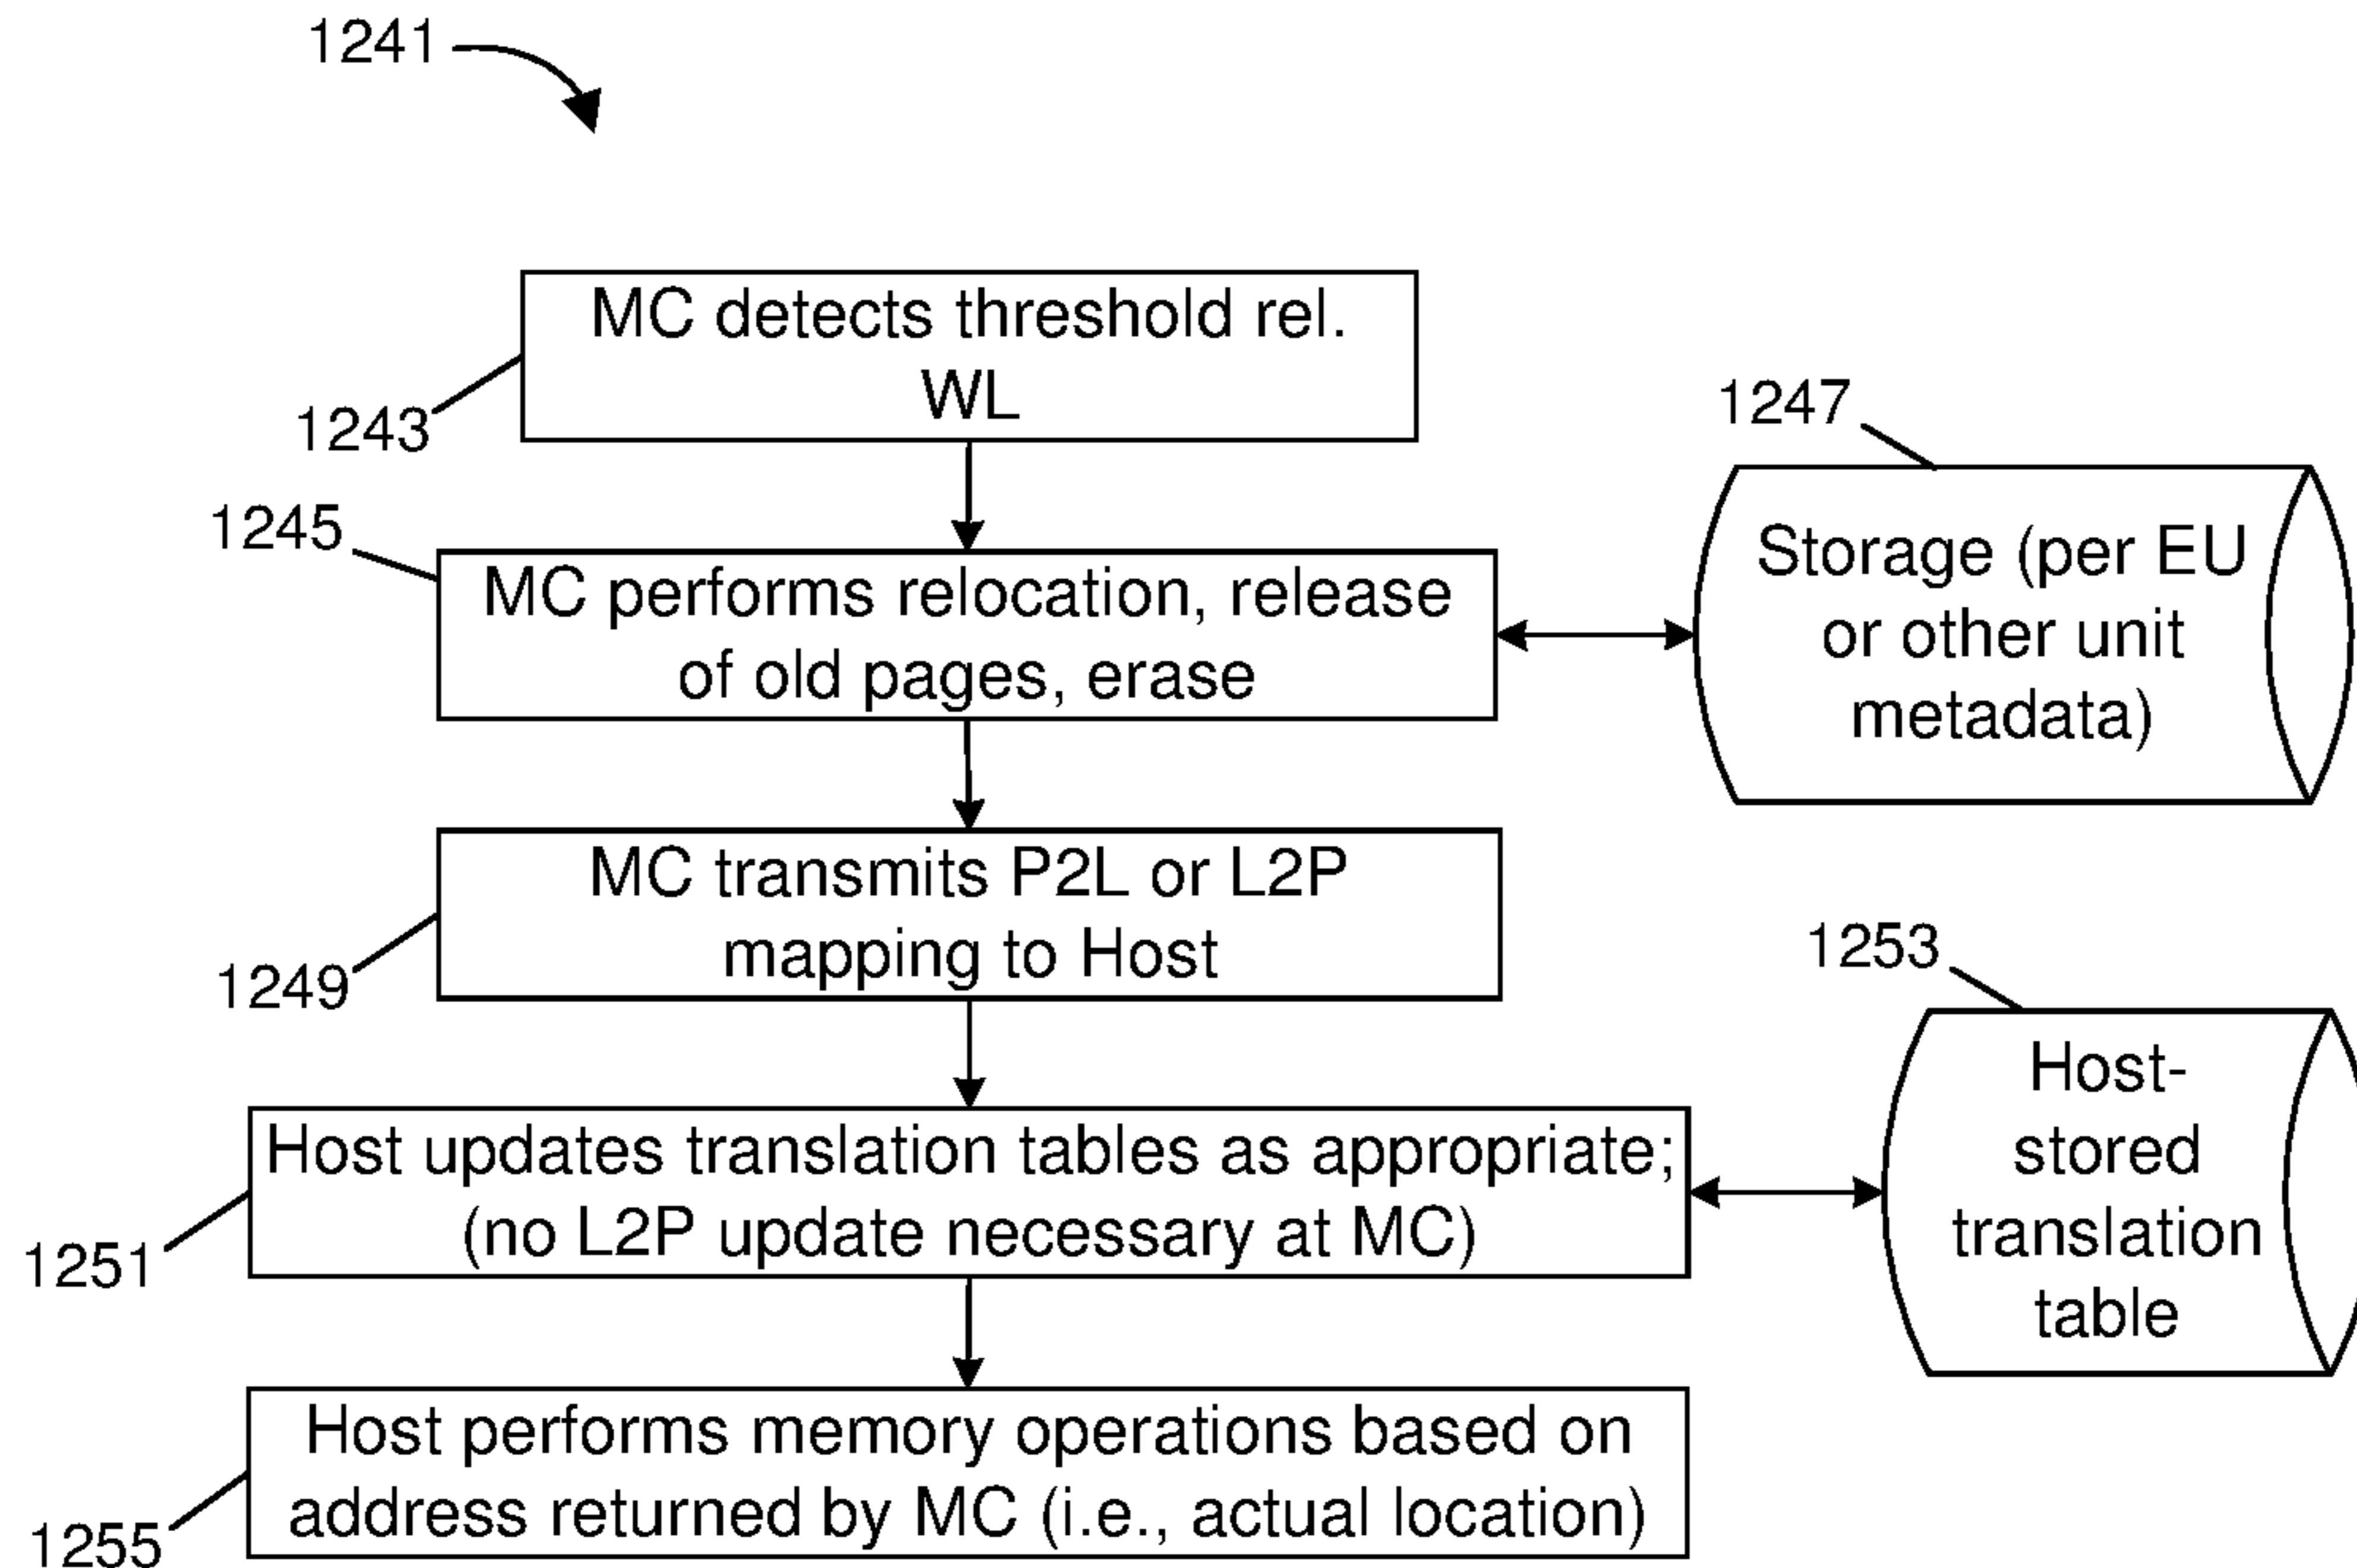 1241
MC detects threshold rel.
WL
1243
1247
1245
MC performs relocation, release
of old pages, erase
Storage (per EU
or other unit
metadata)
MC transmits P2L or L2P
mapping to Host
1249
1253
Host updates translation tables as appropriate;
(no L2P update necessary at MC)
1251
Host-
stored
translation
table
Host performs memory operations based on
address returned by MC (i.e., actual location)
1255